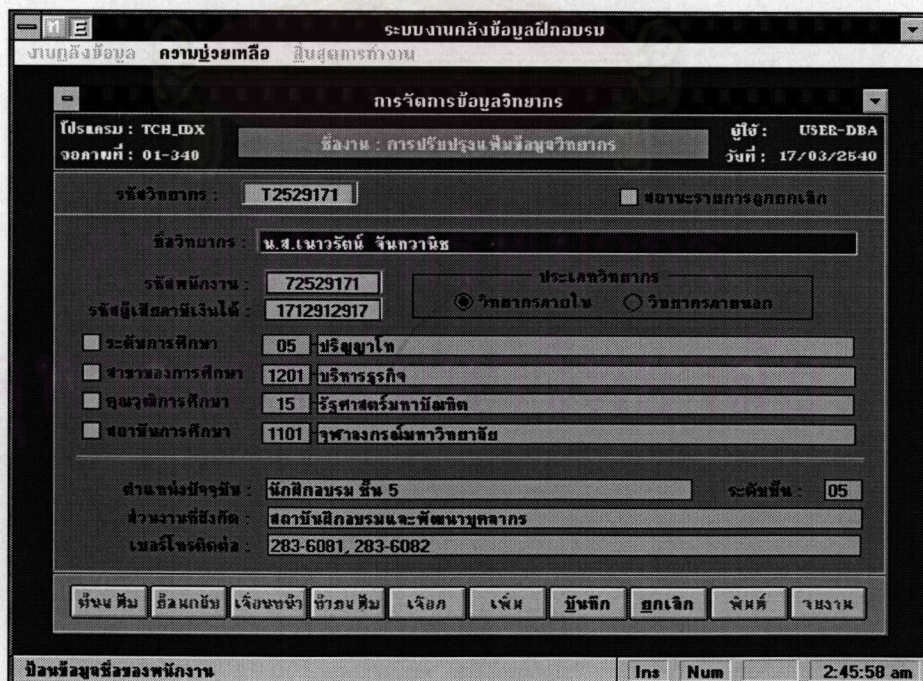 ระบบงานคลังข้อมูลฝึกอบรม
งานคลังข้อมูล ความช่วยเหลือ สิ้นสุดการทำงาน
การจัดการข้อมูลวิทยากร
โปรแกรม : TCH_IDX
จอภาพที่ : 01-340
ชื่องาน : การปรับปรุงแฟ้มข้อมูลวิทยากร
ผู้ใช้ : USER-DBA
วันที่ : 17/03/2540
รหัสวิทยากร : T2529171 สถานะรายการถูกยกเลิก
ชื่อวิทยากร : น.ส.เนาวรัตน์ จันทวานิช
รหัสพนักงาน : 72529171
รหัสผู้เสียภาษีเงินได้ : 1712912917
ประเภทวิทยากร
วิทยากรภายใน วิทยากรภายนอก
ระดับการศึกษา 05 ปริญญาโท
สาขาของการศึกษา 1201 บริหารธุรกิจ
คุณวุฒิการศึกษา 15 รัฐศาสตร์มหาบัณฑิต
สถาบันการศึกษา 1101 จุฬาลงกรณ์มหาวิทยาลัย
ตำแหน่งปัจจุบัน : นักฝึกอบรม ชั้น 5 ระดับชั้น : 05
ส่วนงานที่สังกัด : สถาบันฝึกอบรมและพัฒนาบุคลากร
เบอร์โทรติดต่อ : 283-6081, 283-6082
ต้นแฟ้ม ย้อนกลับ เลื่อนหน้า ท้ายแฟ้ม เลือก เพิ่ม บันทึก ยกเลิก พิมพ์ จบงาน
ป้อนข้อมูลชื่อของพนักงาน Ins Num 2:45:58 am